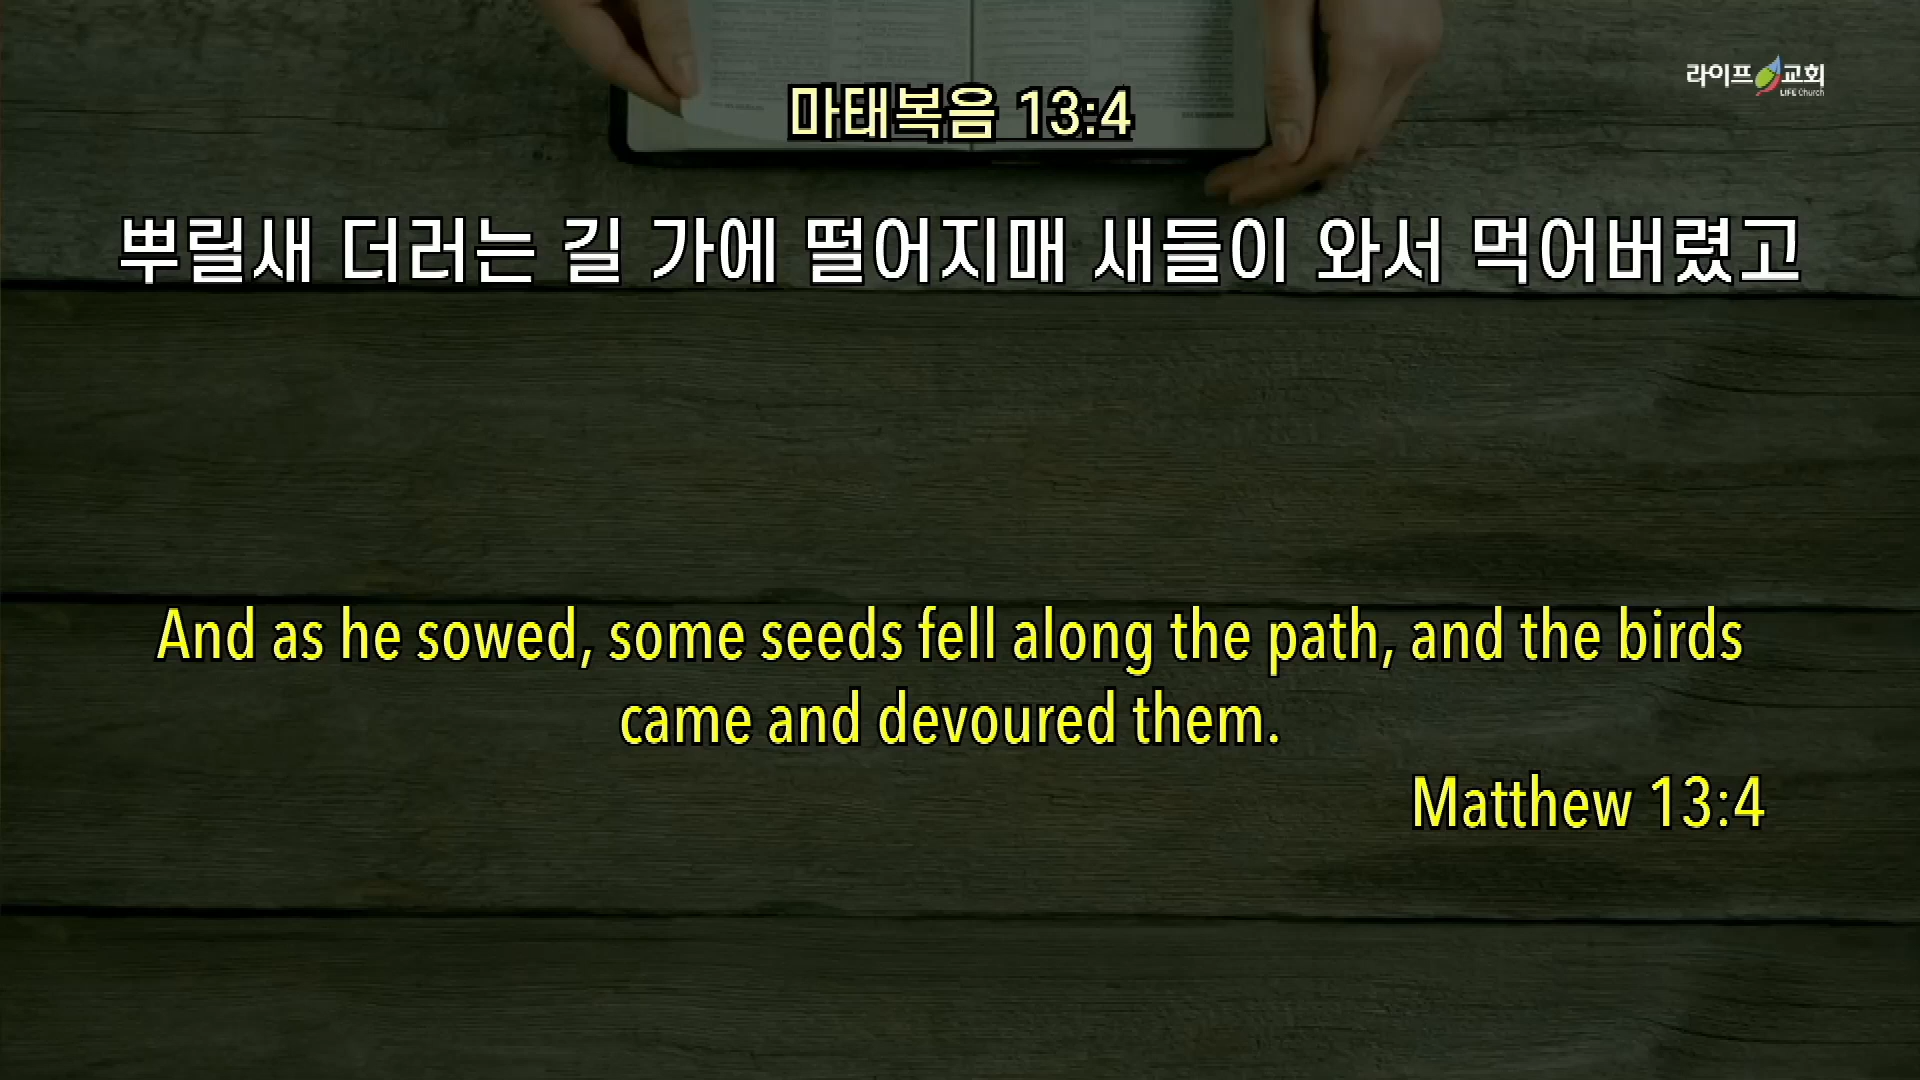 라이프교회
LIFE Church
마태복음 13:4
뿌릴새 더러는 길 가에 떨어지매 새들이 와서 먹어버렸고
And as he sowed, some seeds fell along the path, and the birds
came and devoured them.
Matthew 13:4